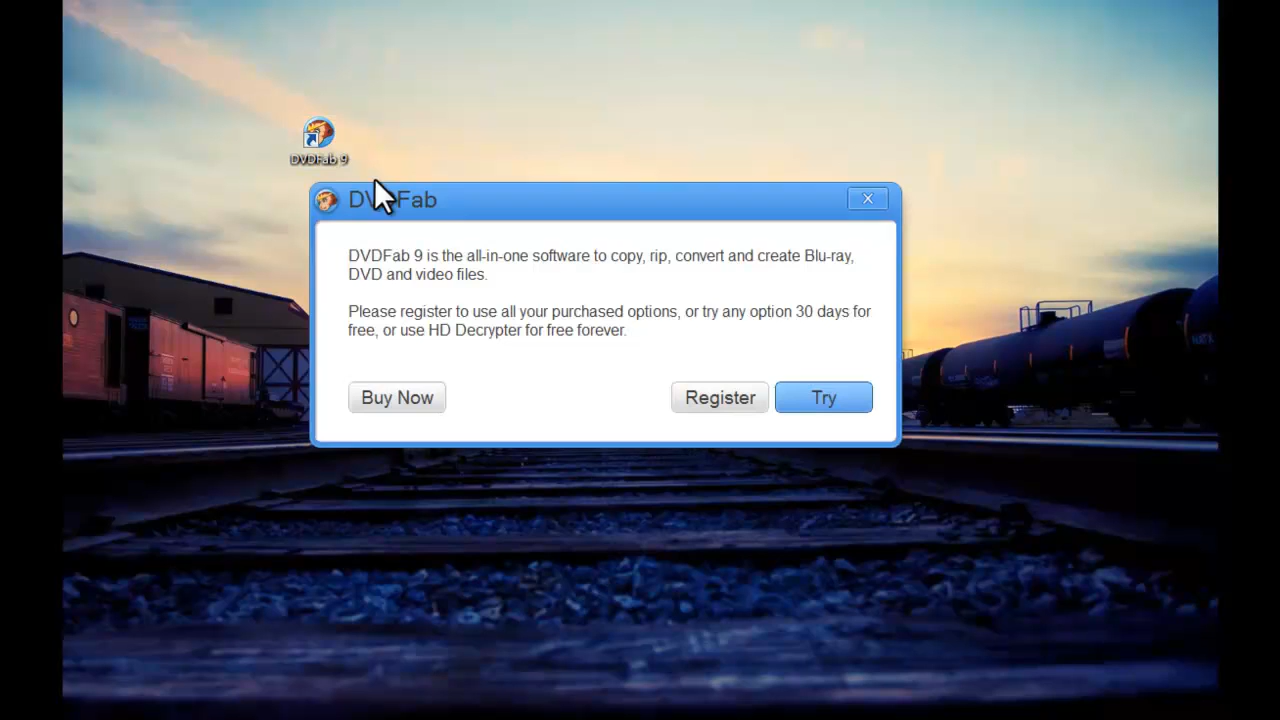 DVDFab 9
DVDFab 9 is the all-in-one software to copy, rip, convert and create Blu-ray,
DVD and video files.
Please register to use all your purchased options, or try any option 30 days for
free, or use HD Decrypter for free forever.
Buy Now
Register
Try